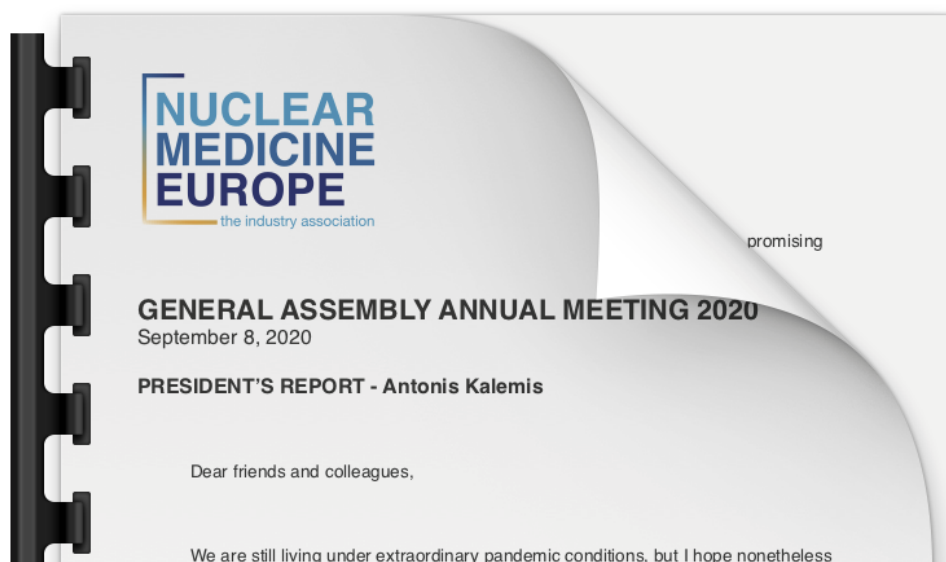 NUCLEAR
MEDICINE
EUROPE
the industry association
promising
GENERAL ASSEMBLY ANNUAL MEETING 2020
September 8, 2020
PRESIDENT’S REPORT - Antonis Kalemis
Dear friends and colleagues,
We are still living under extraordinary pandemic conditions, but I hope nonetheless